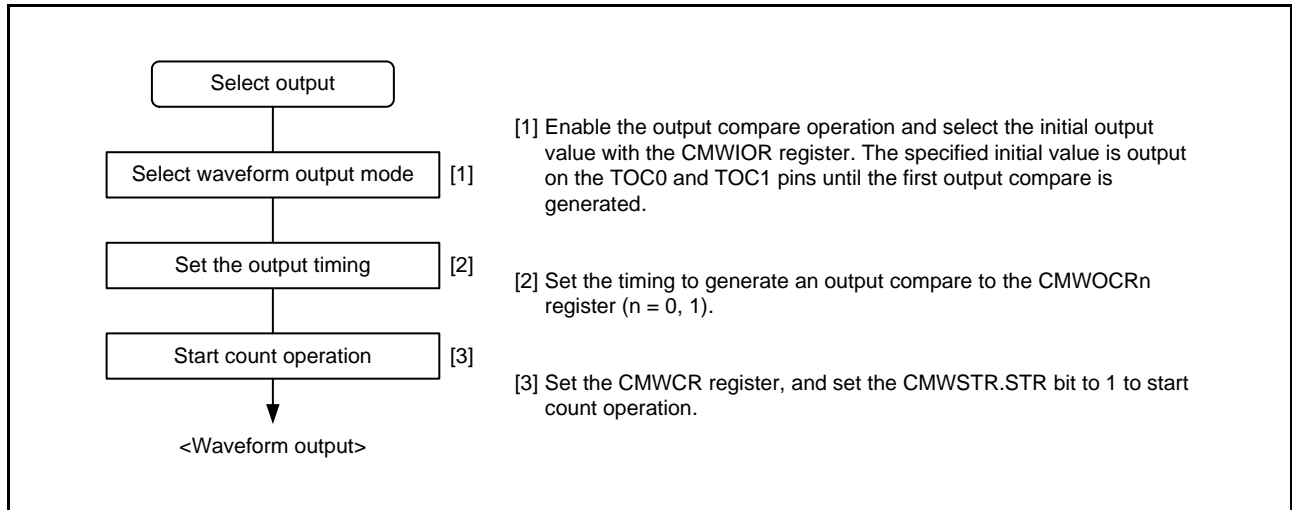 Select output
Select waveform output mode [1]
Set the output timing [2]
Start count operation [3]
<Waveform output>
[1] Enable the output compare operation and select the initial output
value with the CMWIOR register. The specified initial value is output
on the TOC0 and TOC1 pins until the first output compare is
generated.
[2] Set the timing to generate an output compare to the CMWOCRn
register (n = 0, 1).
[3] Set the CMWCR register, and set the CMWSTR.STR bit to 1 to start
count operation.